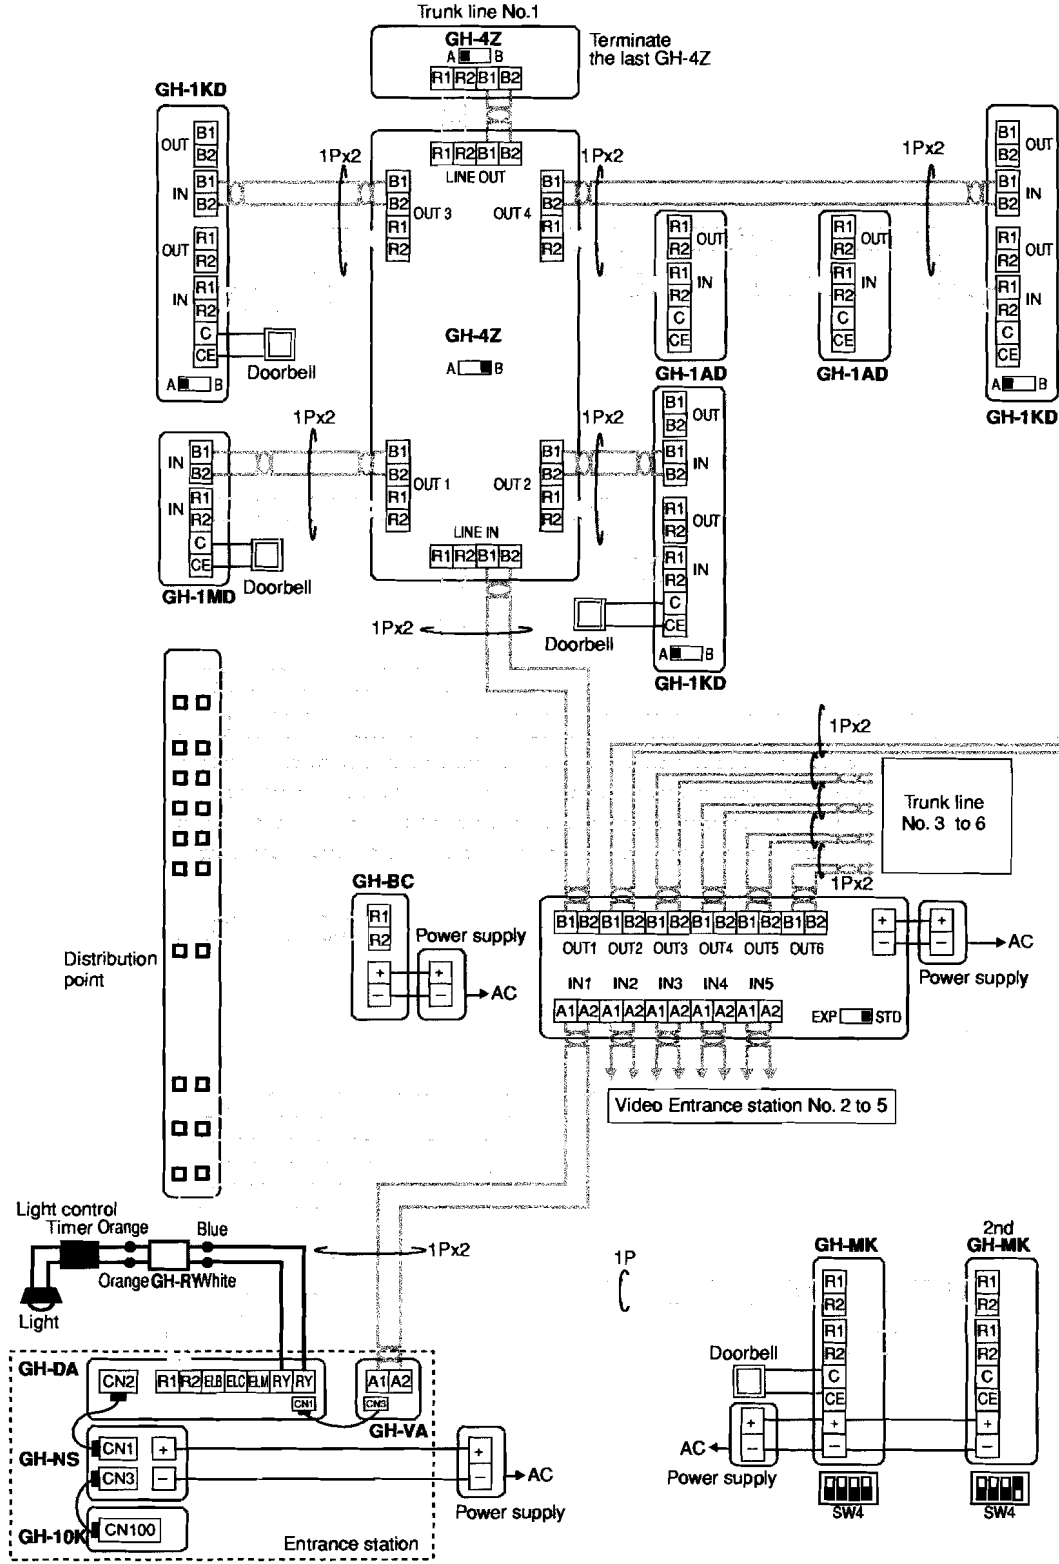 Trunk line No.1
GH-4Z
A B
R1 R2 B1 B2
Terminate
the last GH-4Z
GH-1KD
OUT B1
B2
IN B1
B2
OUT R1
R2
IN R1
R2
C
CE
A B
Doorbell
1Px2
R1 R2 B1 B2
LINE OUT
B1
B2
R1
R2
OUT 3
OUT 4
B1
B2
R1
R2
1Px2
1Px2
B1
B2
OUT
B1
B2
IN
R1
R2
OUT
R1
R2
IN
C
CE
A B
GH-1KD
R1
R2
OUT
R1
R2
IN
C
CE
GH-1AD
R1
R2
OUT
R1
R2
IN
C
CE
GH-1AD
GH-4Z
A B
1Px2
IN B1
B2
IN R1
R2
C
CE
GH-1MD
Doorbell
B1
B2
R1
R2
OUT 1
OUT 2
B1
B2
R1
R2
1Px2
LINE IN
R1 R2 B1 B2
B1
B2
OUT
B1
B2
IN
R1
R2
OUT
R1
R2
IN
C
CE
A B
GH-1KD
Doorbell
1Px2
1Px2
Trunk line
No. 3 to 6
1Px2
Distribution
point
GH-BC
R1
R2
+
−
Power supply
+
−
AC
B1 B2 B1 B2 B1 B2 B1 B2 B1 B2 B1 B2
OUT1 OUT2 OUT3 OUT4 OUT5 OUT6
IN1 IN2 IN3 IN4 IN5
A1 A2 A1 A2 A1 A2 A1 A2 A1 A2
EXP STD
+ +
− −
AC
Power supply
Video Entrance station No. 2 to 5
Light control
Timer Orange Blue
Orange GH-RY White
Light
1Px2
1P
GH-DA
CN2
R1 R2 ELB ELC ELM RY RY
CN1
A1 A2
CN3
GH-VA
GH-NS
CN1 +
CN3 −
GH-10K
CN100
+
−
AC
Power supply
Entrance station
GH-MK
R1
R2
R1
R2
C
CE
+
−
SW4
Doorbell
+
−
AC
Power supply
2nd
GH-MK
R1
R2
R1
R2
C
CE
+
−
SW4